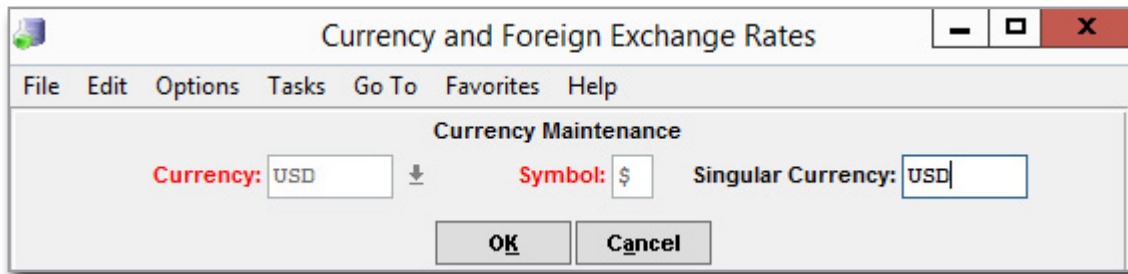 Currency and Foreign Exchange Rates
File Edit Options Tasks Go To Favorites Help
Currency Maintenance
Currency: USD Symbol: $ Singular Currency: USD
OK Cancel